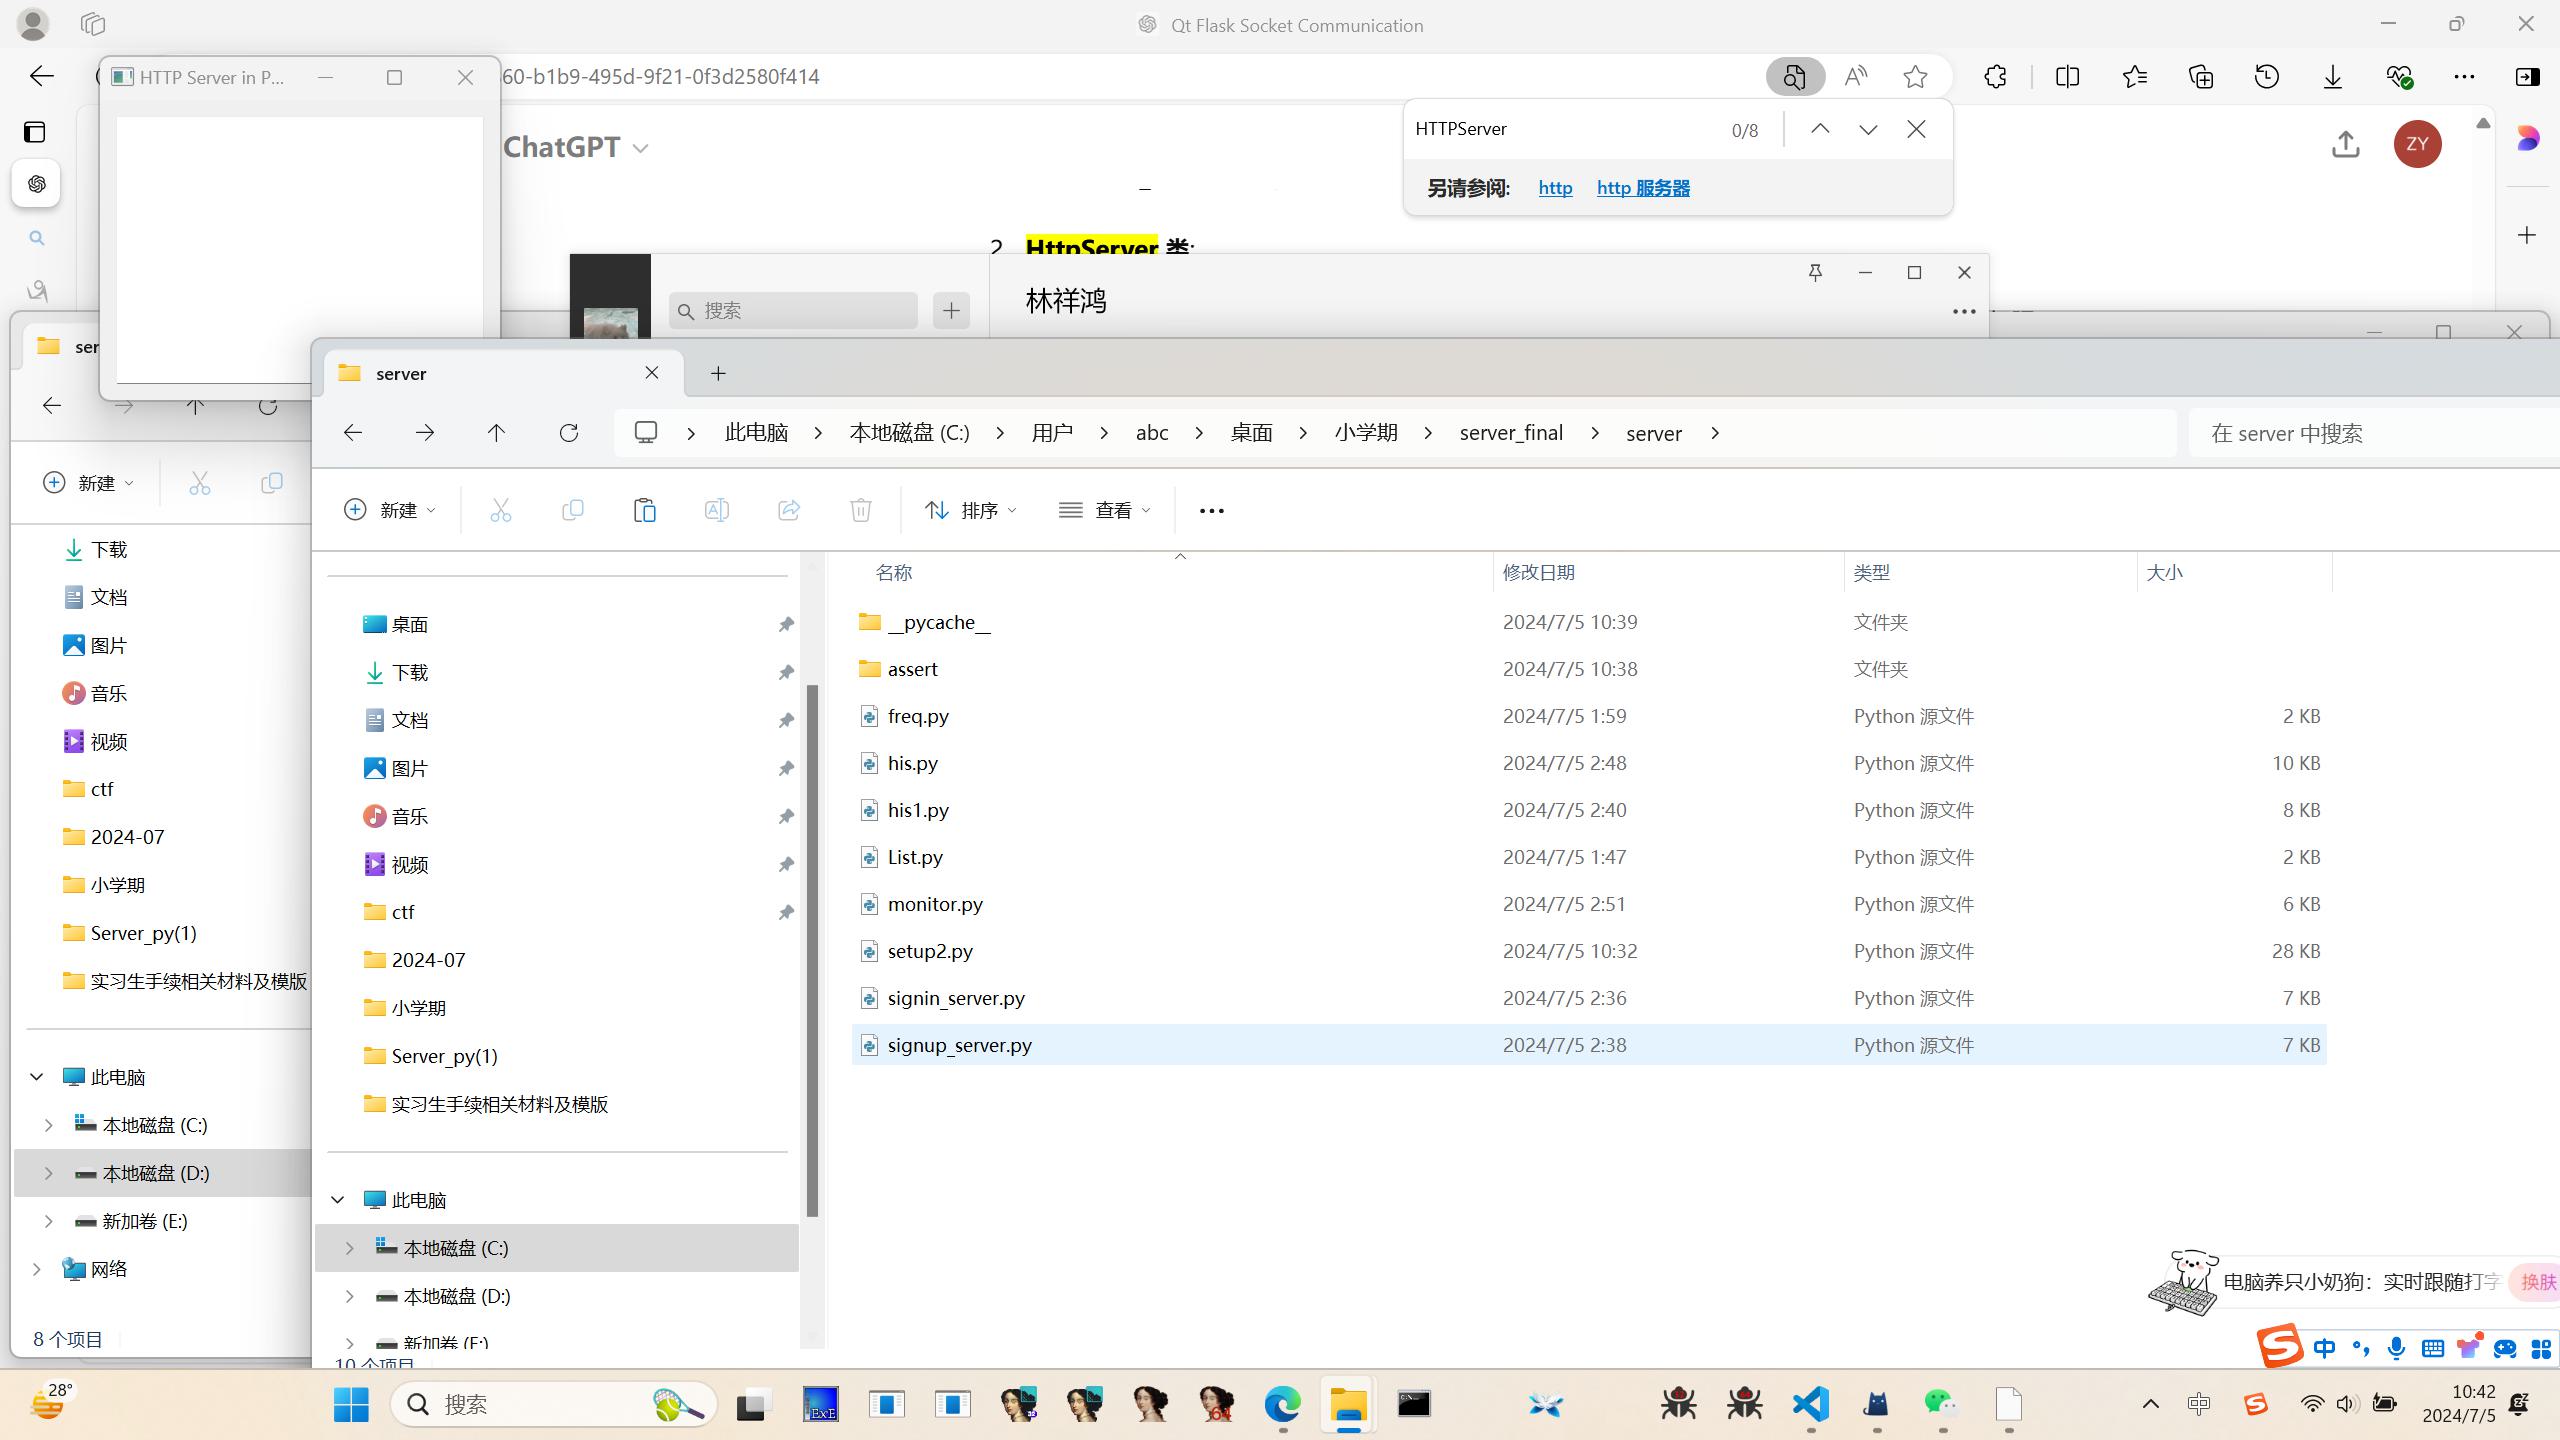 Qt Flask Socket Communication
HTTP Server in P...
60-b1b9-495d-9f21-0f3d2580f414
ChatGPT
HTTPServer
0/8
另请参阅:
http
http 服务器
ZY
2. HttpServer 类:
搜索
林祥鸿
ser
新建
下载
文档
图片
音乐
视频
ctf
2024-07
小学期
Server_py(1)
实习生手续相关材料及模版
此电脑
本地磁盘 (C:)
本地磁盘 (D:)
新加卷 (E:)
网络
8 个项目
server
此电脑 > 本地磁盘 (C:) > 用户 > abc > 桌面 > 小学期 > server_final > server >
在 server 中搜索
新建
排序
查看
桌面
下载
文档
图片
音乐
视频
ctf
2024-07
小学期
Server_py(1)
实习生手续相关材料及模版
此电脑
本地磁盘 (C:)
本地磁盘 (D:)
新加卷 (E:)
10 个项目
名称 修改日期 类型 大小
__pycache__ 2024/7/5 10:39 文件夹
assert 2024/7/5 10:38 文件夹
freq.py 2024/7/5 1:59 Python 源文件 2 KB
his.py 2024/7/5 2:48 Python 源文件 10 KB
his1.py 2024/7/5 2:40 Python 源文件 8 KB
List.py 2024/7/5 1:47 Python 源文件 2 KB
monitor.py 2024/7/5 2:51 Python 源文件 6 KB
setup2.py 2024/7/5 10:32 Python 源文件 28 KB
signin_server.py 2024/7/5 2:36 Python 源文件 7 KB
signup_server.py 2024/7/5 2:38 Python 源文件 7 KB
电脑养只小奶狗：实时跟随打字
换肤
中
28°
搜索
ExE
64
中
10:42
2024/7/5